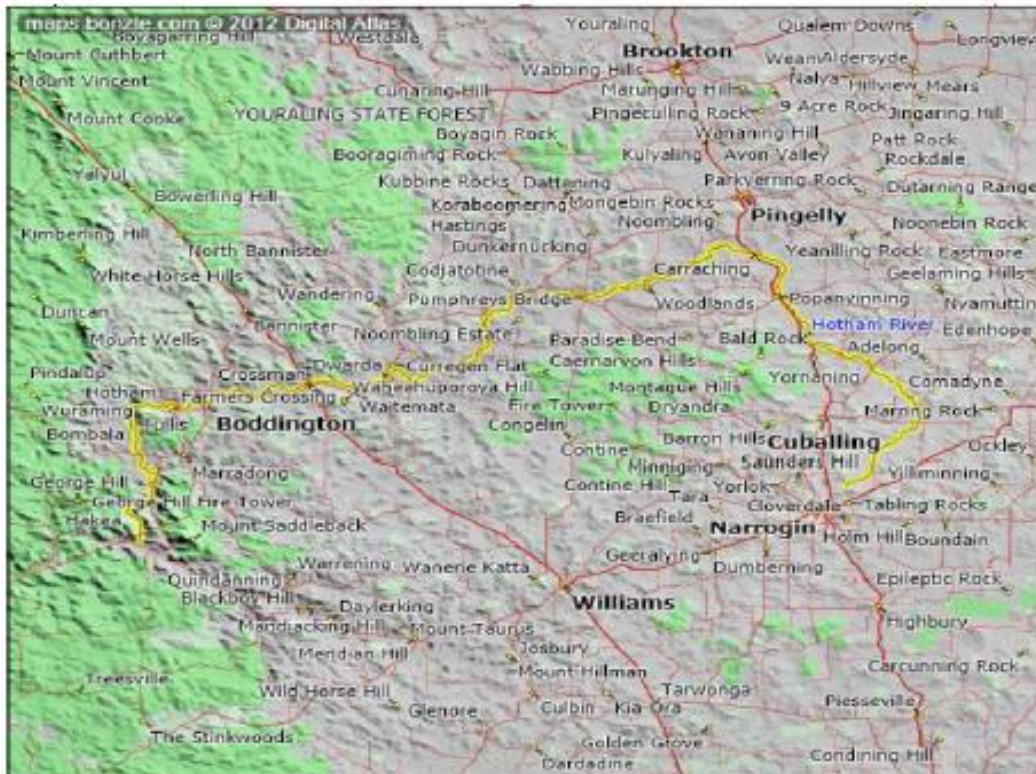 maps.bonzle.com © 2012 Digital Atlas
Boyagarring Hill
Westdale
Youraling
Qualem Downs
Longview
Mount Cuthbert
Brookton
Weam
Aldersyde
Mount Vincent
Wabbing Hills
Nalya
Hillview
Mears
Cunaring Hill
Matunging Hill
Mount Cooke
YOURALING STATE FOREST
Pingeculling Rock
9 Acre Rock
Jingaring Hill
Boyagin Rock
Wananing Hill
Patt Rock
Yalyul
Booragiming Rock
Kulyaling
Avon Valley
Rockdale
Bowerling Hill
Kubbine Rocks
Dattening
Parkyerring Rock
Dutarning Range
Koraboomering
Mongebin Rocks
Kimberling Hill
Hastings
Noombling
Pingelly
Noonebin Rock
North Bannister
Dunkernucking
Yeanilling Rock
Eastmore
White Horse Hills
Codjatotine
Carraching
Geelaming Hills
Wandering
Pumphreys Bridge
Woodlands
Popanyinning
Nyamuttin
Duncan
Bannister
Hotham River
Edenhope
Mount Wells
Noombling Estate
Paradise Bend
Bald Rock
Adelong
Pindalup
Crossman
Dwarda
Curregen Flat
Caernarvon Hills
Yornaning
Comadyne
Hotham
Farmers Crossing
Waheehuporoya Hill
Montague Hills
Wuraming
Waitemata
Fire Tower
Dryandra
Marring Rock
Tullis
Boddington
Congelin
Bombala
Barron Hills
Cuballing
Ockley
Contine
Marradong
Minniging
Saunders Hill
George Hill
Contine Hill
Yorlok
Yilliminning
George Hill Fire Tower
Tara
Cloverdale
Tabling Rocks
Hakea
Mount Saddleback
Braefield
Narrogin
Holm Hill
Boundain
Geeralying
Warrening
Wanerie Katta
Dumberning
Quindanning
Epileptic Rock
Blackboy Hill
Daylerking
Williams
Mandjacking Hill
Mount Taurus
Highbury
Meridian Hill
Josbury
Mount Hillman
Carcunning Rock
Treesville
Wild Horse Hill
Tarwonga
Glenore
Culbin
Kia Ora
Piesseville
The Stinkwoods
Golden Grove
Condining Hill
Dardadine